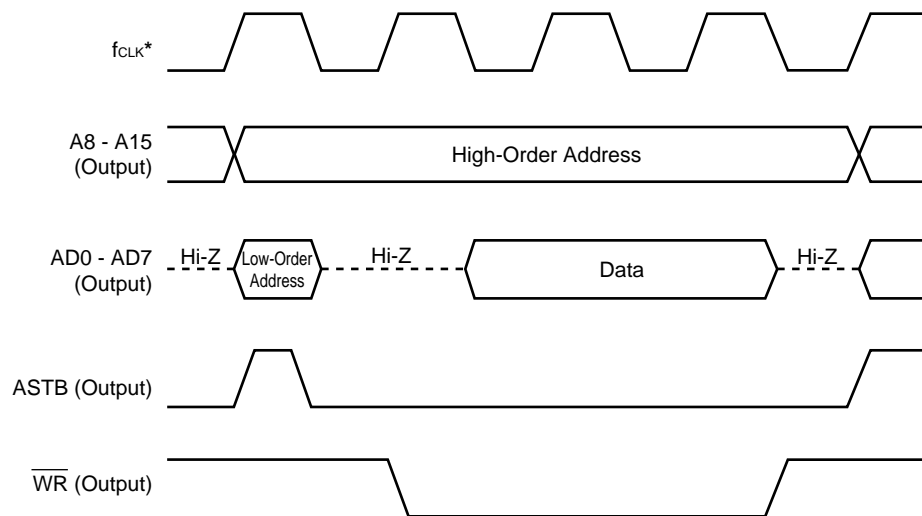 fCLK*
A8 - A15
(Output)
High-Order Address
AD0 - AD7
(Output)
Hi-Z
Low-Order
Address
Hi-Z
Data
Hi-Z
ASTB (Output)
WR (Output)